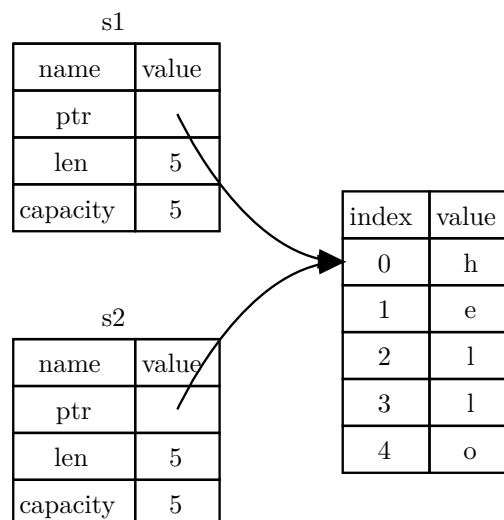 s1
name value
ptr
len 5
capacity 5
s2
name value
ptr
len 5
capacity 5
index value
0 h
1 e
2 l
3 l
4 o